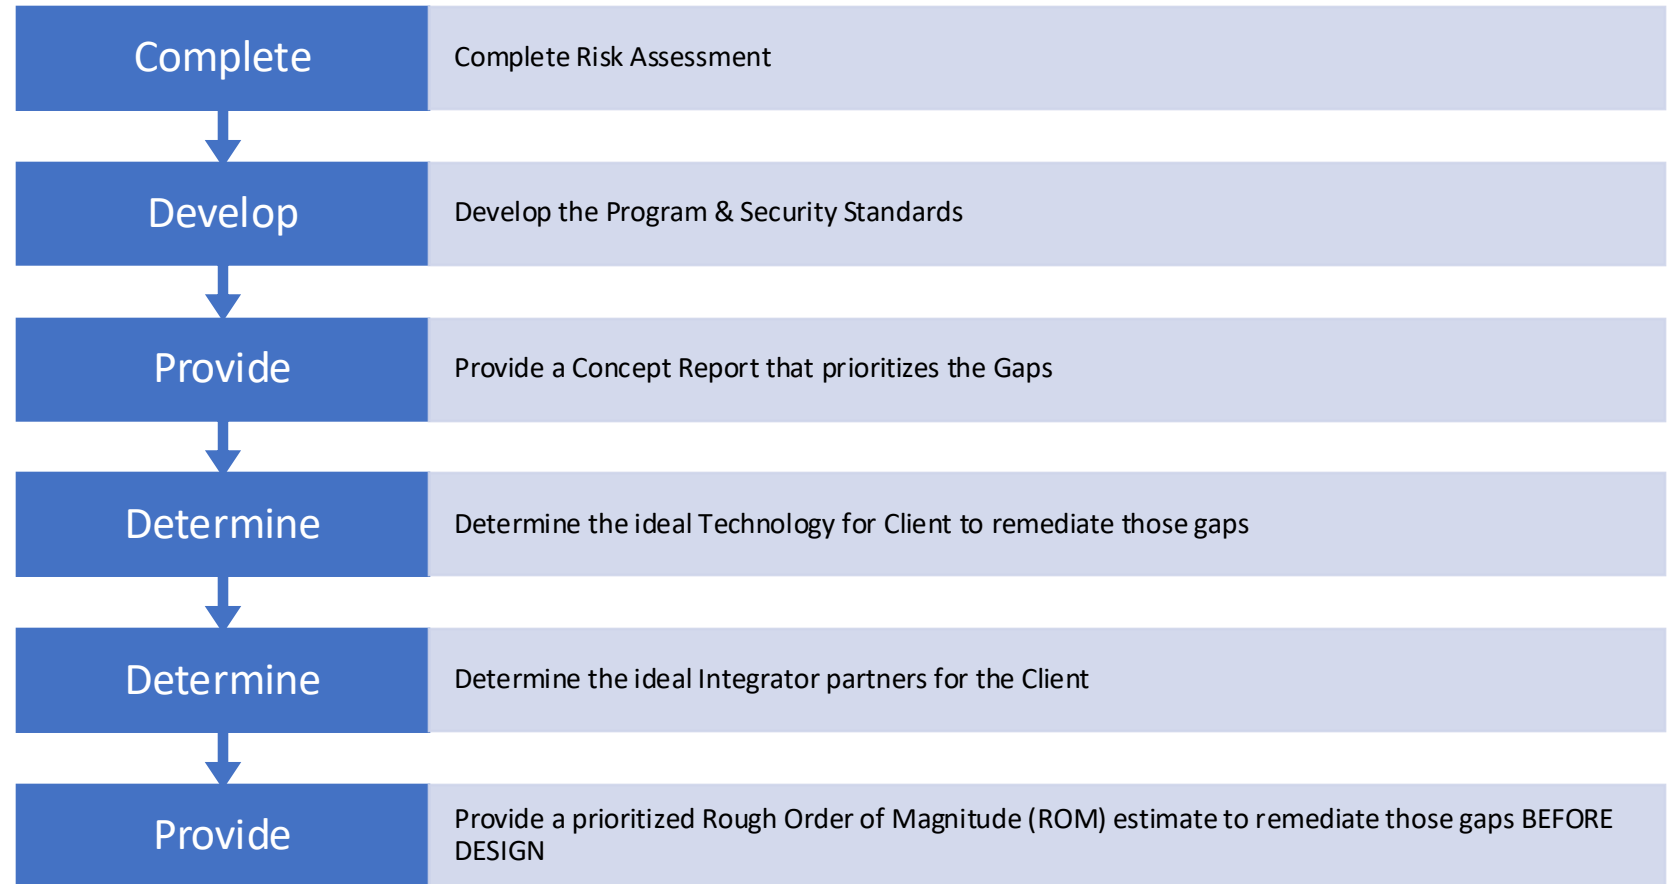 Complete
Complete Risk Assessment
Develop
Develop the Program & Security Standards
Provide
Provide a Concept Report that prioritizes the Gaps
Determine
Determine the ideal Technology for Client to remediate those gaps
Determine
Determine the ideal Integrator partners for the Client
Provide
Provide a prioritized Rough Order of Magnitude (ROM) estimate to remediate those gaps BEFORE
DESIGN